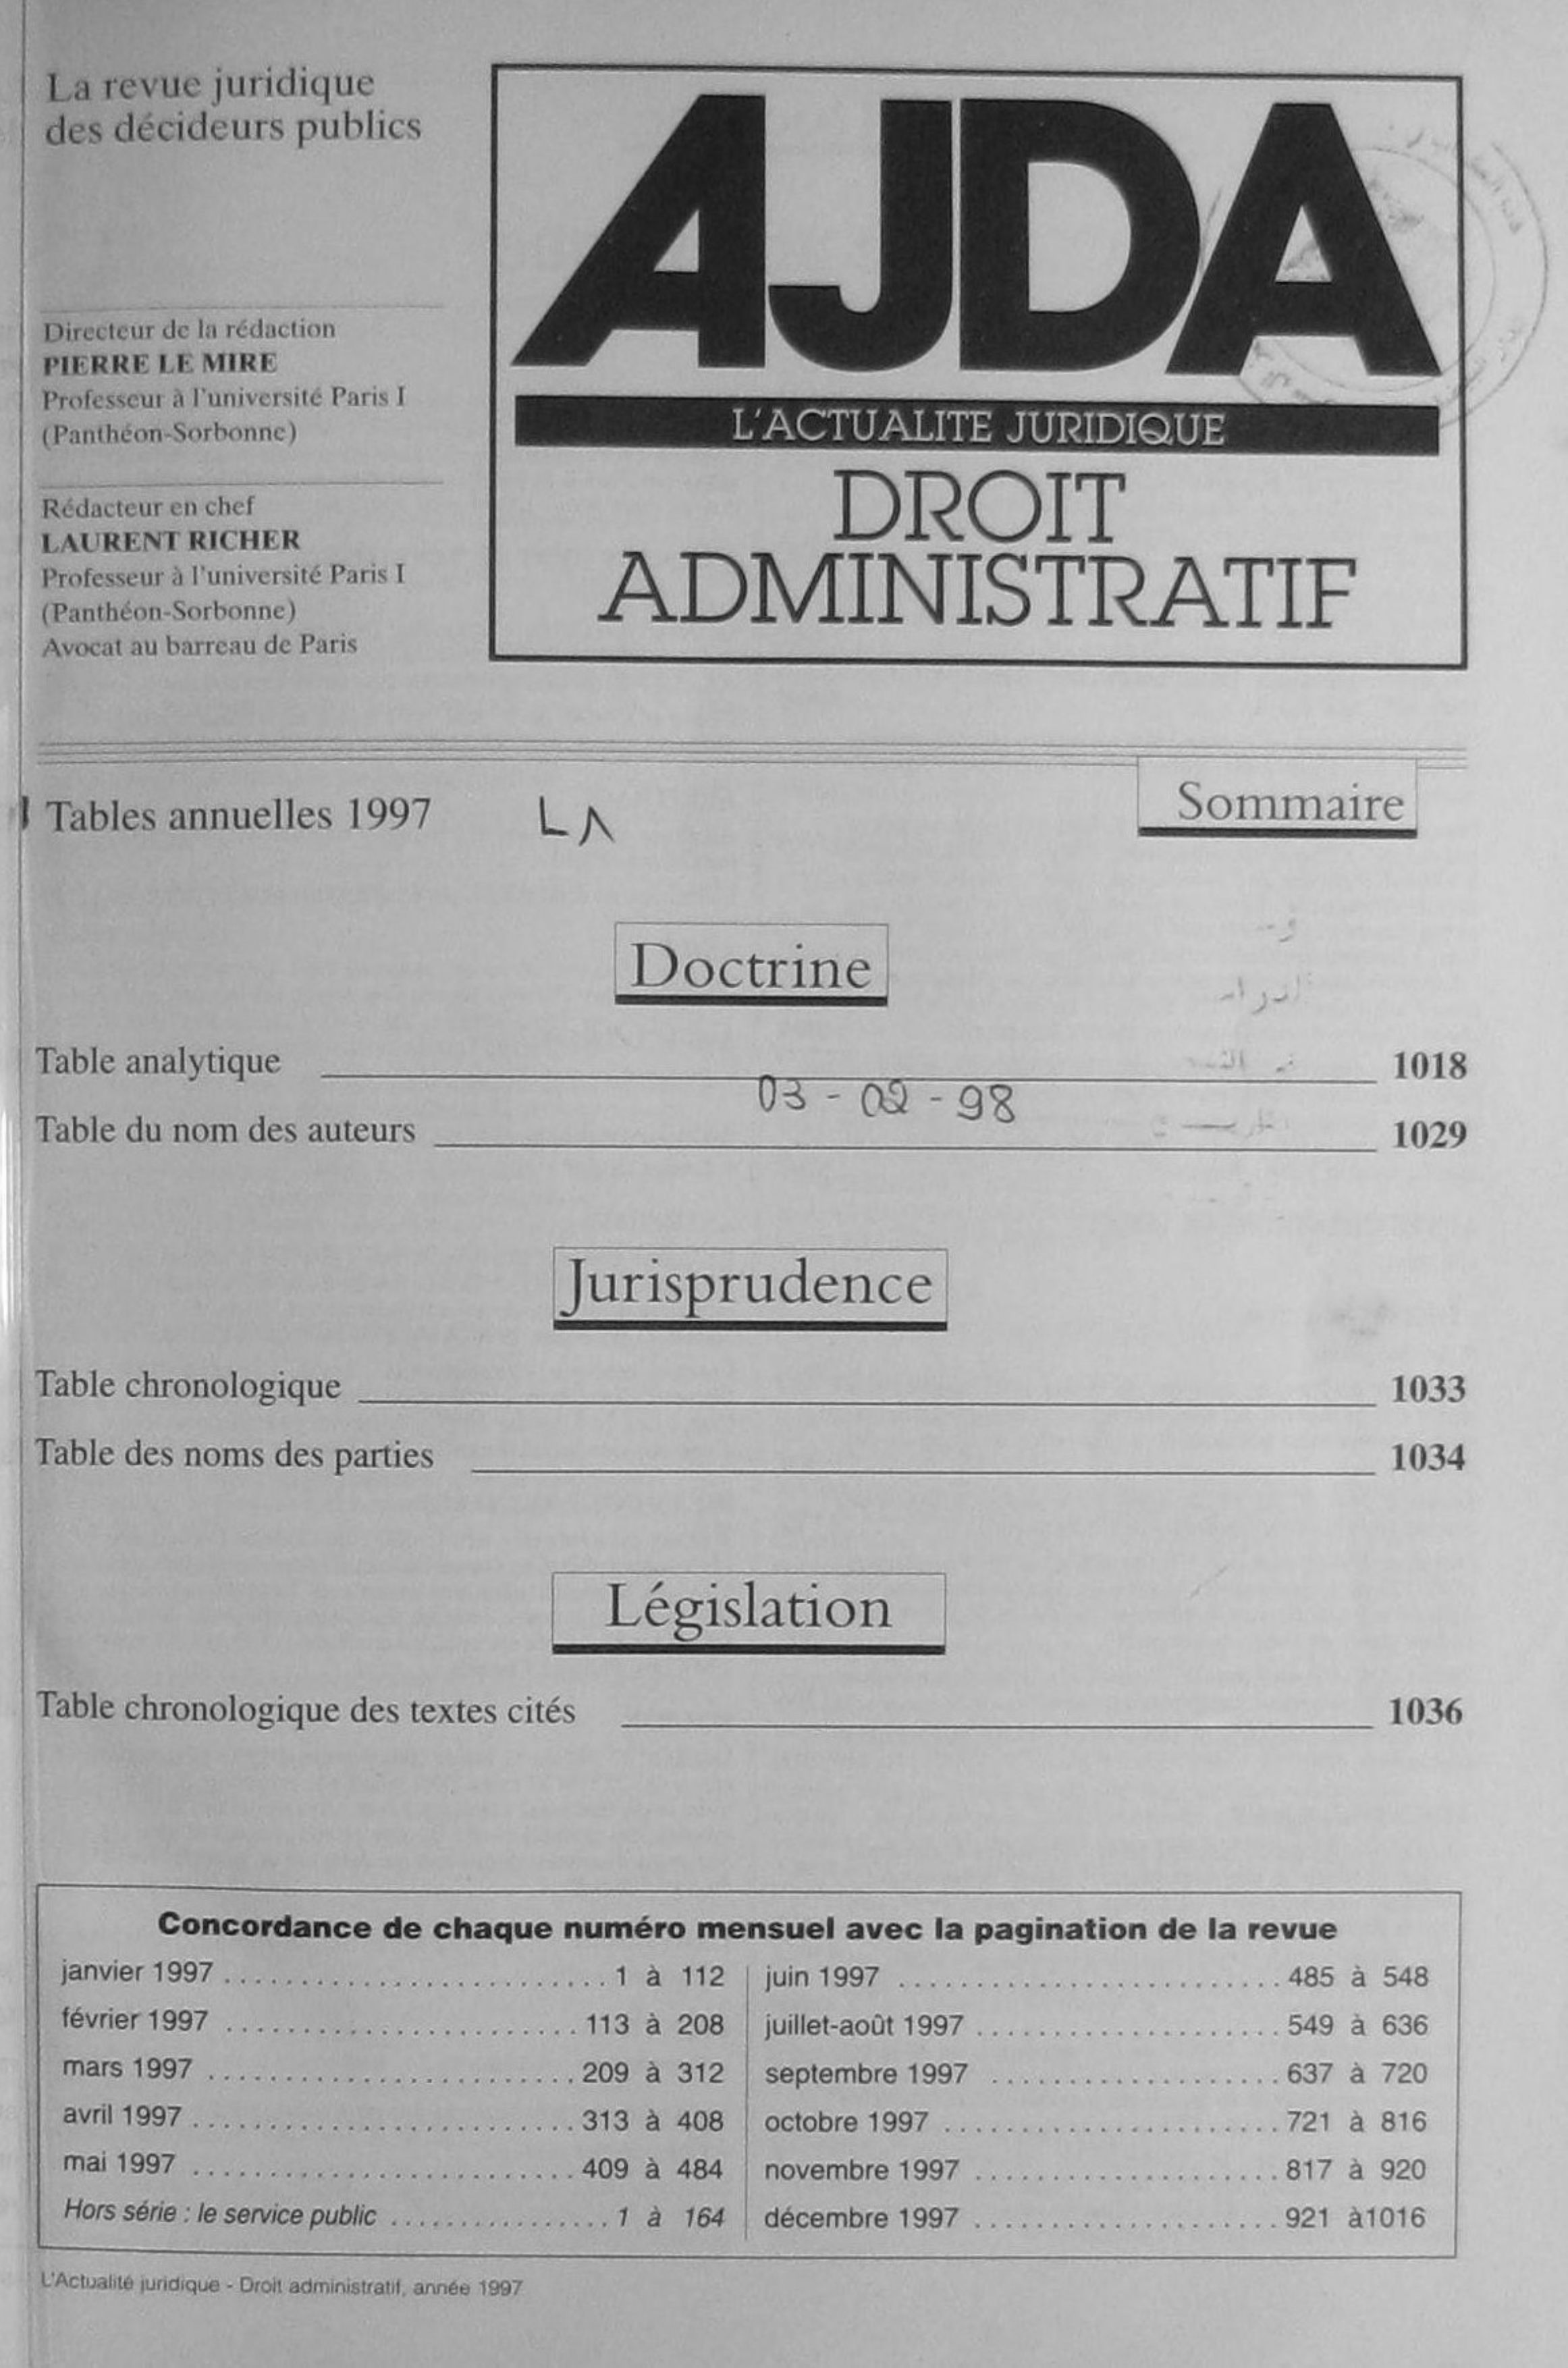 La revue juridique
des décideurs publics
Directeur de la rédaction
PIERRE LE MIRE
Professeur à l'université Paris I
(Panthéon-Sorbonne)
Rédacteur en chef
LAURENT RICHER
Professeur à l'université Paris I
(Panthéon-Sorbonne)
Avocat au barreau de Paris
AJDA
L'ACTUALITE JURIDIQUE
DROIT
ADMINISTRATIF
Tables annuelles 1997
Sommaire
Doctrine
Table analytique 1018
03 - 02 - 98
Table du nom des auteurs 1029
Jurisprudence
Table chronologique 1033
Table des noms des parties 1034
Législation
Table chronologique des textes cités 1036
Concordance de chaque numéro mensuel avec la pagination de la revue
janvier 1997 ......................... 1 à 112
février 1997 ....................... 113 à 208
mars 1997 ........................ 209 à 312
avril 1997 ......................... 313 à 408
mai 1997 ......................... 409 à 484
Hors série : le service public ................ 1 à 164
juin 1997 ......................... 485 à 548
juillet-août 1997 .................... 549 à 636
septembre 1997 ................... 637 à 720
octobre 1997 ...................... 721 à 816
novembre 1997 .................... 817 à 920
décembre 1997 .................... 921 à1016
L'Actualité juridique - Droit administratif, année 1997